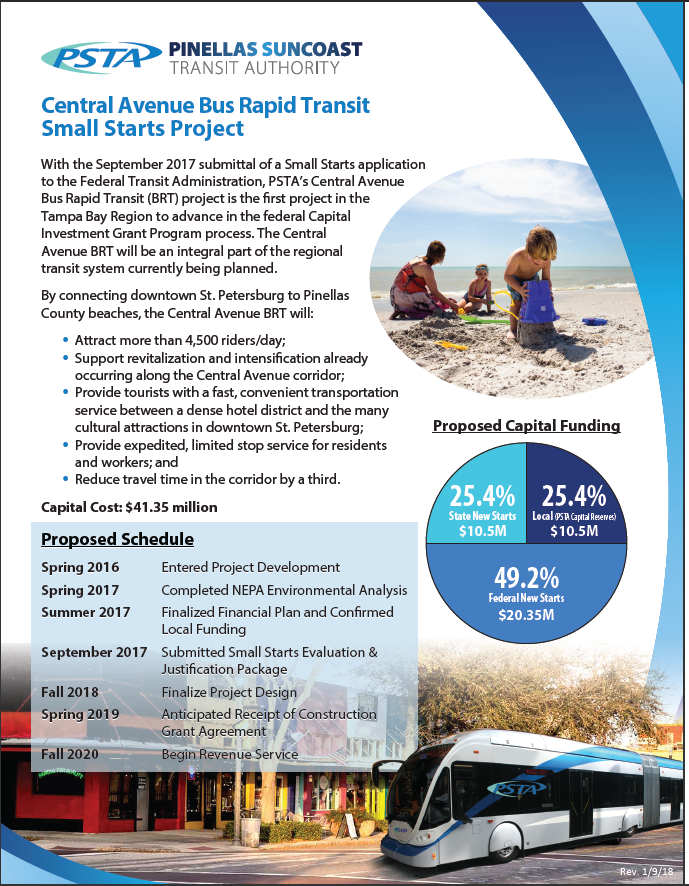 PSTA PINELLAS SUNCOAST
TRANSIT AUTHORITY
Central Avenue Bus Rapid Transit
Small Starts Project
With the September 2017 submittal of a Small Starts application
to the Federal Transit Administration, PSTA's Central Avenue
Bus Rapid Transit (BRT) project is the first project in the
Tampa Bay Region to advance in the federal Capital
Investment Grant Program process. The Central
Avenue BRT will be an integral part of the regional
transit system currently being planned.
By connecting downtown St. Petersburg to Pinellas
County beaches, the Central Avenue BRT will:
• Attract more than 4,500 riders/day;
• Support revitalization and intensification already
occurring along the Central Avenue corridor;
• Provide tourists with a fast, convenient transportation
service between a dense hotel district and the many
cultural attractions in downtown St. Petersburg;
• Provide expedited, limited stop service for residents
and workers; and
• Reduce travel time in the corridor by a third.
Capital Cost: $41.35 million
Proposed Schedule
Spring 2016 Entered Project Development
Spring 2017 Completed NEPA Environmental Analysis
Summer 2017 Finalized Financial Plan and Confirmed
Local Funding
September 2017 Submitted Small Starts Evaluation &
Justification Package
Fall 2018 Finalize Project Design
Spring 2019 Anticipated Receipt of Construction
Grant Agreement
Fall 2020 Begin Revenue Service
Proposed Capital Funding
25.4%
State New Starts
$10.5M
25.4%
Local (PSTA Capital Reserves)
$10.5M
49.2%
Federal New Starts
$20.35M
PSTA
PSTA
Rev. 1/9/18